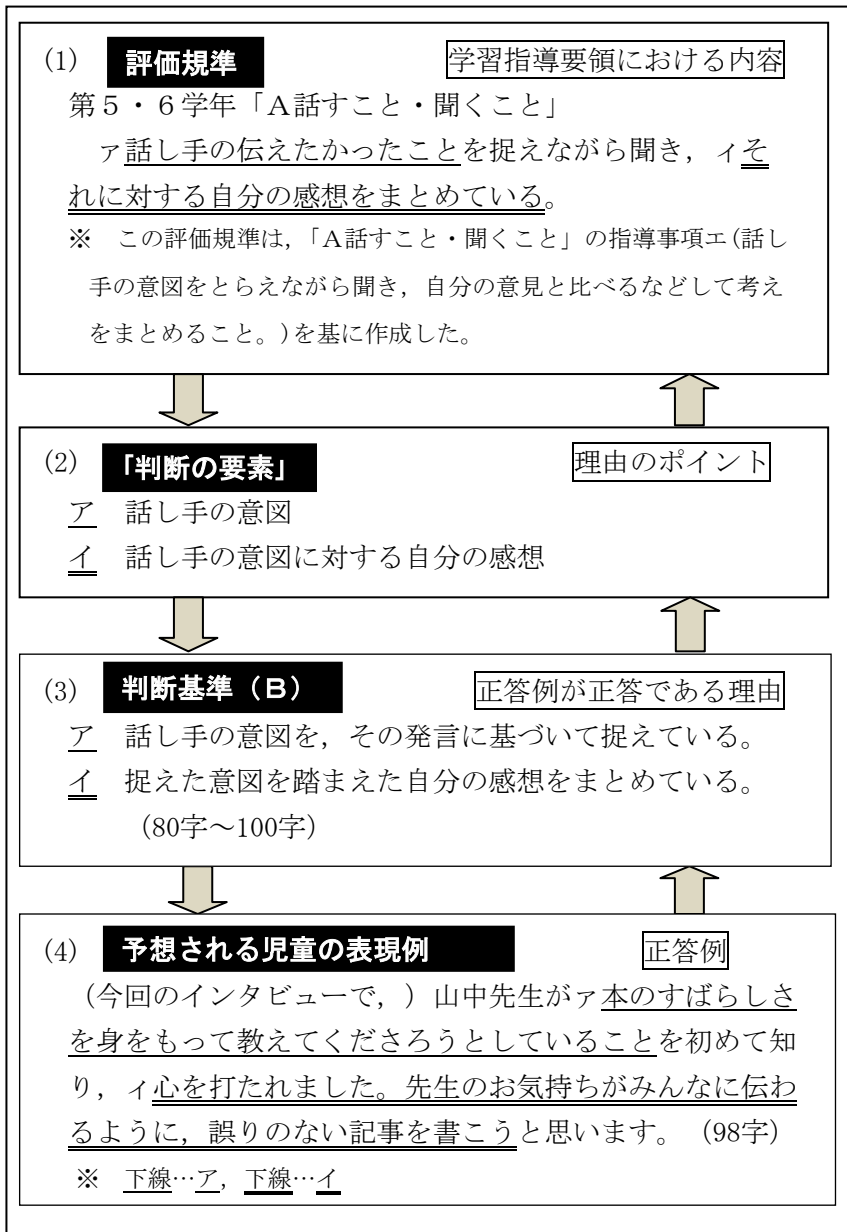 (1) 評価規準 学習指導要領における内容
第５・６学年「Ａ話すこと・聞くこと」
ァ話し手の伝えたかったことを捉えながら聞き，ィそ
れに対する自分の感想をまとめている。
※　この評価規準は，「Ａ話すこと・聞くこと」の指導事項エ(話し
手の意図をとらえながら聞き，自分の意見と比べるなどして考え
をまとめること。)を基に作成した。
(2) 「判断の要素」 理由のポイント
ア　話し手の意図
イ　話し手の意図に対する自分の感想
(3) 判断基準（Ｂ） 正答例が正答である理由
ア　話し手の意図を，その発言に基づいて捉えている。
イ　捉えた意図を踏まえた自分の感想をまとめている。
（80字～100字）
(4) 予想される児童の表現例 正答例
（今回のインタビューで，）山中先生がァ本のすばらしさ
を身をもって教えてくださろうとしていることを初めて知
り，ィ心を打たれました。先生のお気持ちがみんなに伝わ
るように，誤りのない記事を書こうと思います。（98字）
※　下線…ア，下線…イ